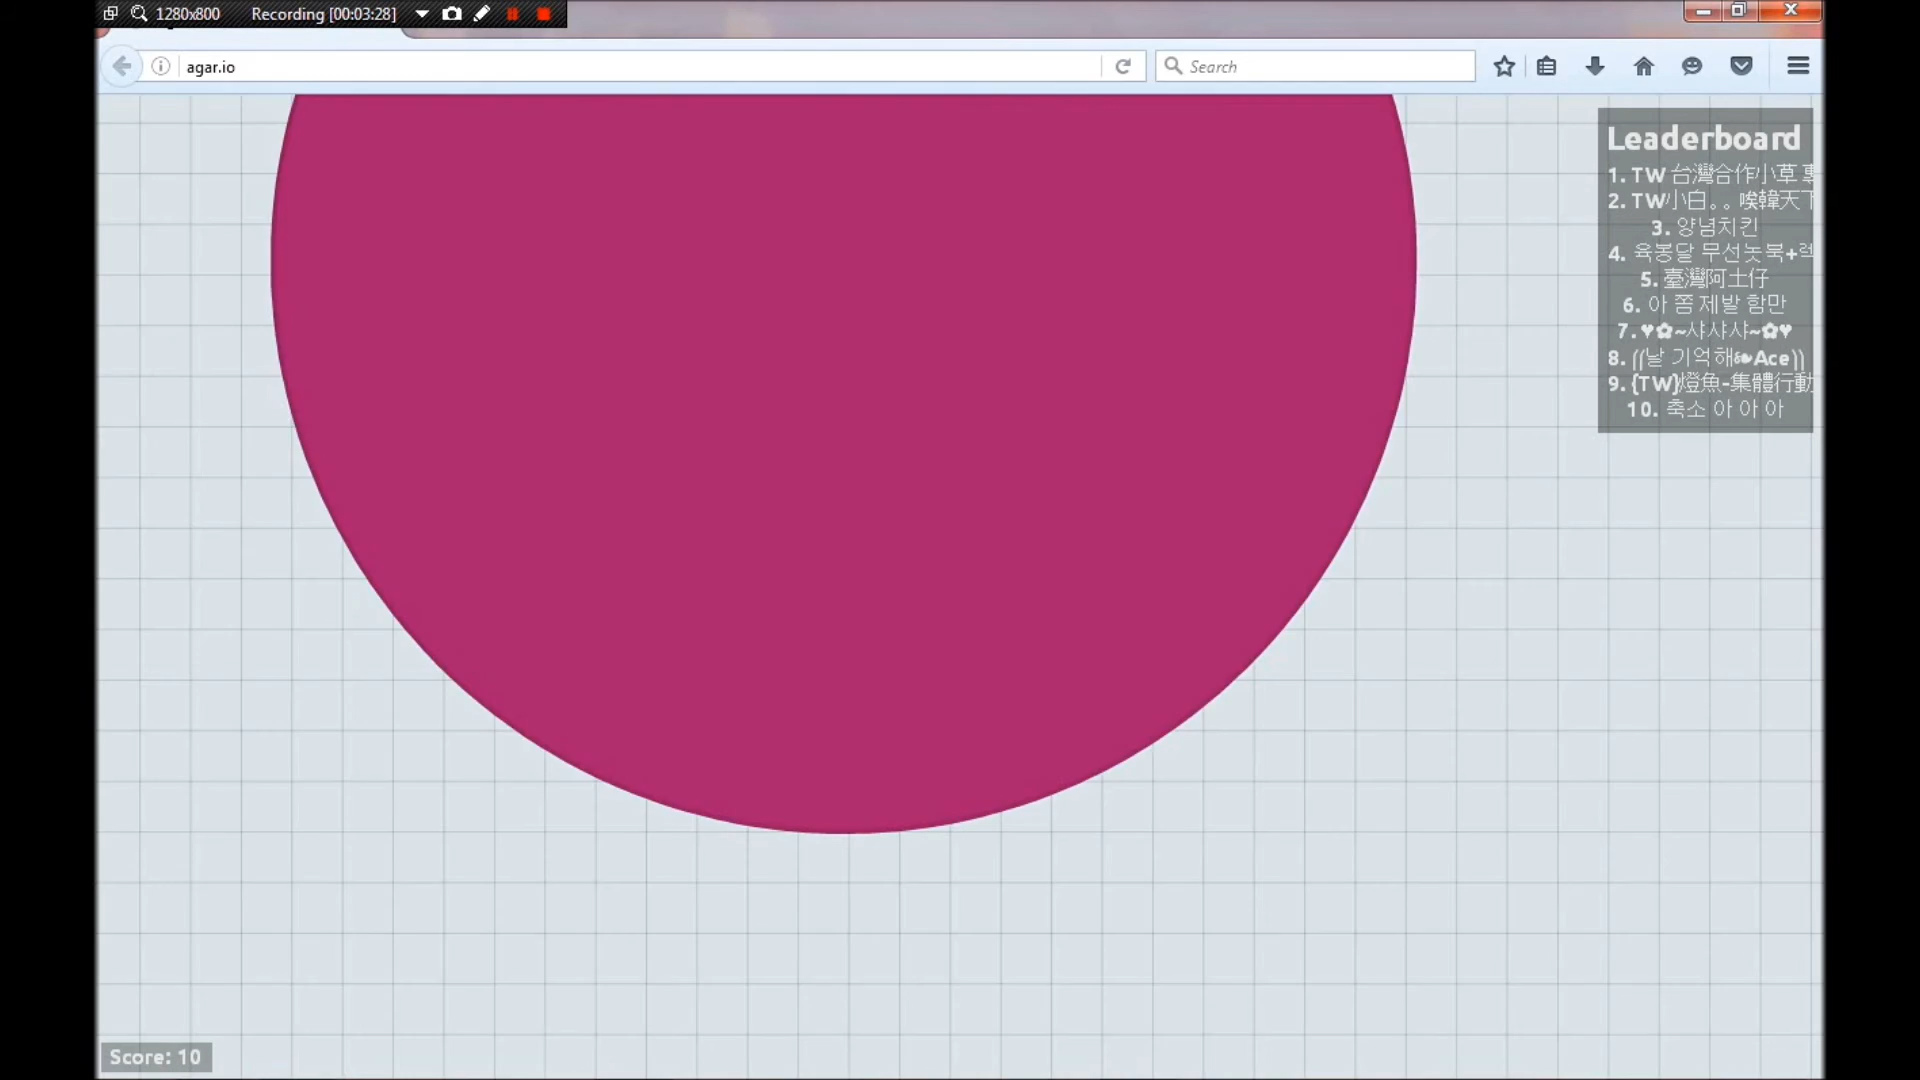 1280x800 Recording [00:03:28]
agar.io
Search
Leaderboard
1. TW 台灣合作小草
2. TW小白。。唉韓天下
3. 양념치킨
4. 육봉달 무선놋북+렉
5. 臺灣阿土仔
6. 아 쫌 제발 함만
7. ♥✿~샤샤샤~✿♥
8. ⎛⎛날 기억해❧Ace⎞⎞
9. {TW}燈魚-集體行動
10. 축소 아 아 아
Score: 10